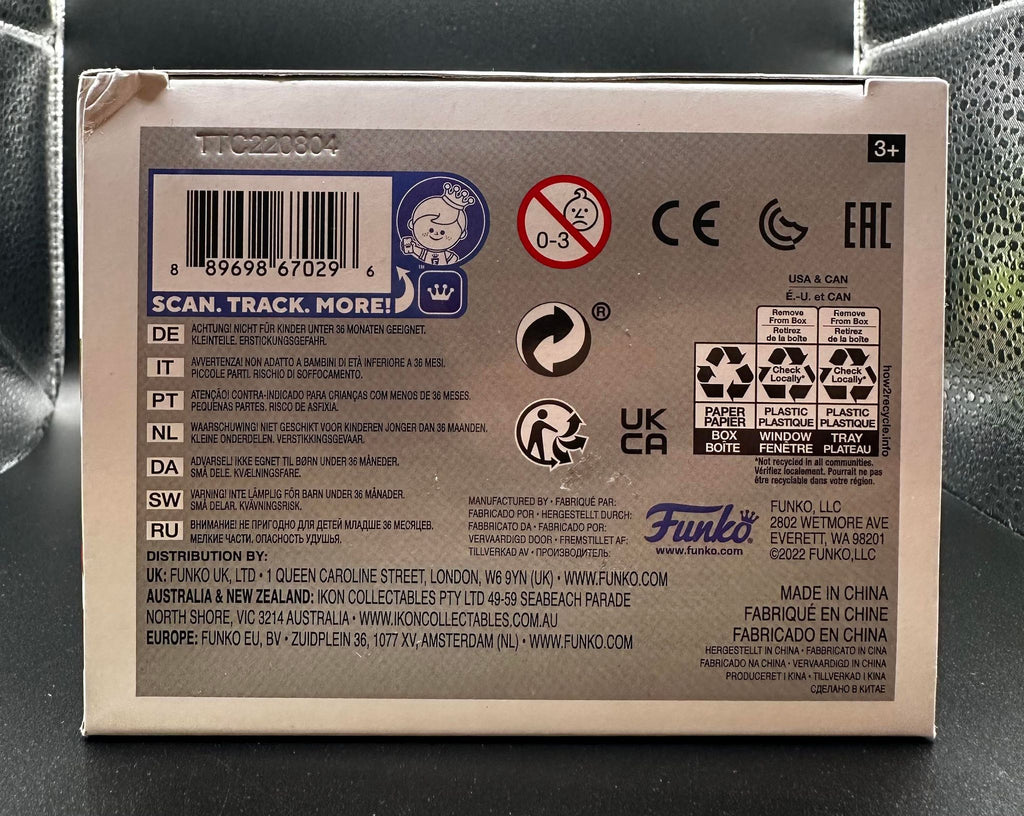 TTC220804
3+
8 89698 67029 6
SCAN. TRACK. MORE!
™
0-3
CE
EAC
DE ACHTUNG! NICHT FÜR KINDER UNTER 36 MONATEN GEEIGNET.
KLEINTEILE. ERSTICKUNGSGEFAHR.
IT AVVERTENZA! NON ADATTO A BAMBINI DI ETÀ INFERIORE A 36 MESI.
PICCOLE PARTI. RISCHIO DI SOFFOCAMENTO.
PT ATENÇÃO! CONTRA-INDICADO PARA CRIANÇAS COM MENOS DE 36 MESES.
PEQUENAS PARTES. RISCO DE ASFIXIA.
NL WAARSCHUWING! NIET GESCHIKT VOOR KINDEREN JONGER DAN 36 MAANDEN.
KLEINE ONDERDELEN. VERSTIKKINGSGEVAAR.
DA ADVARSEL! IKKE EGNET TIL BØRN UNDER 36 MÅNEDER.
SMÅ DELE. KVÆLNINGSFARE.
SW VARNING! INTE LÄMPLIG FÖR BARN UNDER 36 MÅNADER.
SMÅ DELAR. KVÄVNINGSRISK.
RU ВНИМАНИЕ! НЕ ПРИГОДНО ДЛЯ ДЕТЕЙ МЛАДШЕ 36 МЕСЯЦЕВ.
МЕЛКИЕ ЧАСТИ, ОПАСНОСТЬ УДУШЬЯ.
®
UK
CA
USA & CAN
É.-U. et CAN
Remove From Box
Retirez de la boîte
Remove From Box
Retirez de la boîte
Check Locally*
Check Locally*
PAPER
PAPIER
BOX
BOÎTE
PLASTIC
PLASTIQUE
WINDOW
FENÊTRE
PLASTIC
PLASTIQUE
TRAY
PLATEAU
how2recycle.info
*Not recycled in all communities.
Vérifiez localement. Pourrait ne pas
être recyclable dans votre région.
MANUFACTURED BY • FABRIQUÉ PAR:
FABRICADO POR • HERGESTELLT DURCH:
FABBRICATO DA • FABRICADO POR:
VERVAARDIGD DOOR • FREMSTILLET AF:
TILLVERKAD AV • ПРОИЗВОДИТЕЛЬ:
Funko®
www.funko.com
FUNKO, LLC
2802 WETMORE AVE
EVERETT, WA 98201
©2022 FUNKO,LLC
DISTRIBUTION BY:
UK: FUNKO UK, LTD • 1 QUEEN CAROLINE STREET, LONDON, W6 9YN (UK) • WWW.FUNKO.COM
AUSTRALIA & NEW ZEALAND: IKON COLLECTABLES PTY LTD 49-59 SEABEACH PARADE
NORTH SHORE, VIC 3214 AUSTRALIA • WWW.IKONCOLLECTABLES.COM.AU
EUROPE: FUNKO EU, BV • ZUIDPLEIN 36, 1077 XV, AMSTERDAM (NL) • WWW.FUNKO.COM
MADE IN CHINA
FABRIQUÉ EN CHINE
FABRICADO EN CHINA
HERGESTELLT IN CHINA • FABBRICATO IN CINA
FABRICADO NA CHINA • VERVAARDIGD IN CHINA
PRODUCERET I KINA • TILLVERKAD I KINA
СДЕЛАНО В КИТАЕ